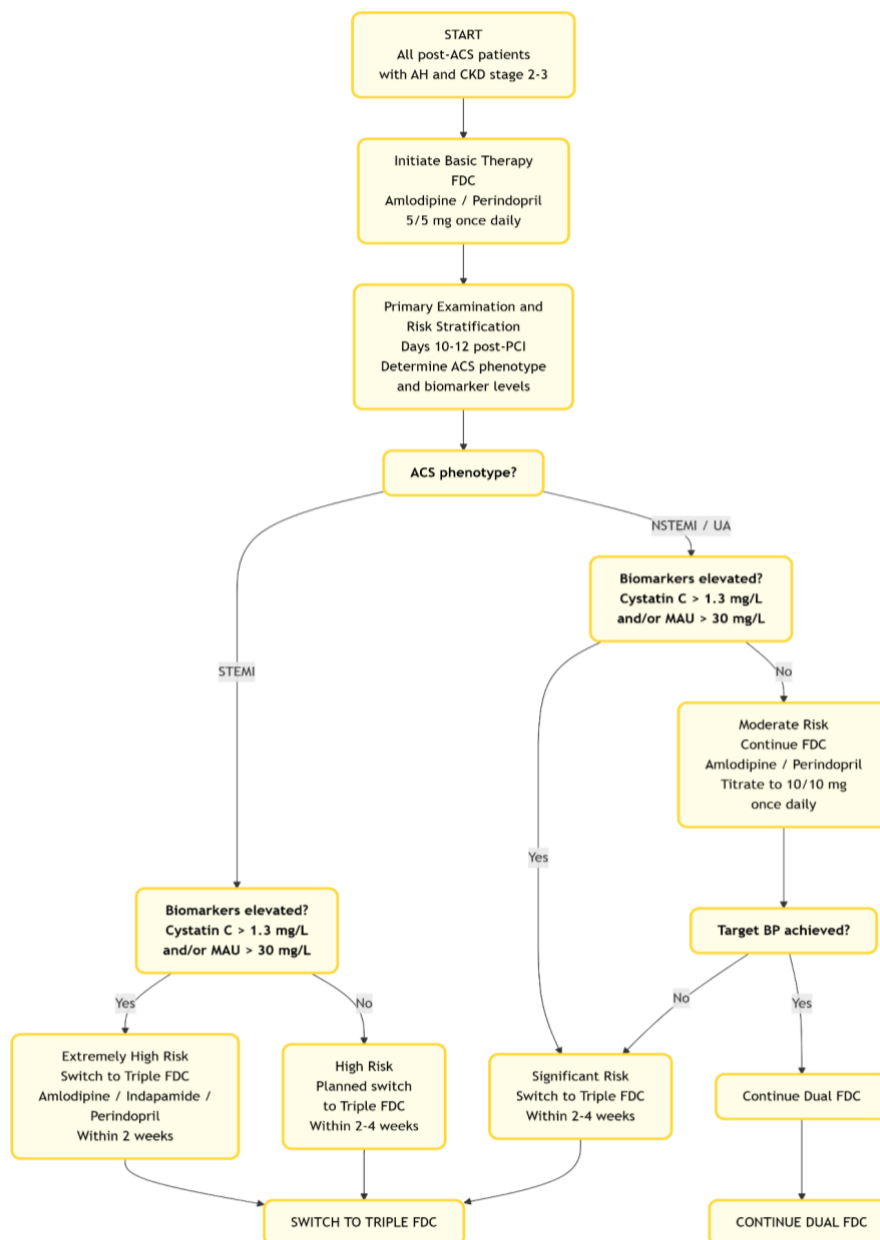 START
All post-ACS patients
with AH and CKD stage 2-3
Initiate Basic Therapy
FDC
Amlodipine / Perindopril
5/5 mg once daily
Primary Examination and
Risk Stratification
Days 10-12 post-PCI
Determine ACS phenotype
and biomarker levels
ACS phenotype?
NSTEMI / UA
Biomarkers elevated?
Cystatin C > 1.3 mg/L
and/or MAU > 30 mg/L
STEMI
No
Moderate Risk
Continue FDC
Amlodipine / Perindopril
Titrate to 10/10 mg
once daily
Yes
Biomarkers elevated?
Cystatin C > 1.3 mg/L
and/or MAU > 30 mg/L
Target BP achieved?
Yes
No
No
Yes
Extremely High Risk
Switch to Triple FDC
Amlodipine / Indapamide /
Perindopril
Within 2 weeks
High Risk
Planned switch
to Triple FDC
Within 2-4 weeks
Significant Risk
Switch to Triple FDC
Within 2-4 weeks
Continue Dual FDC
SWITCH TO TRIPLE FDC
CONTINUE DUAL FDC